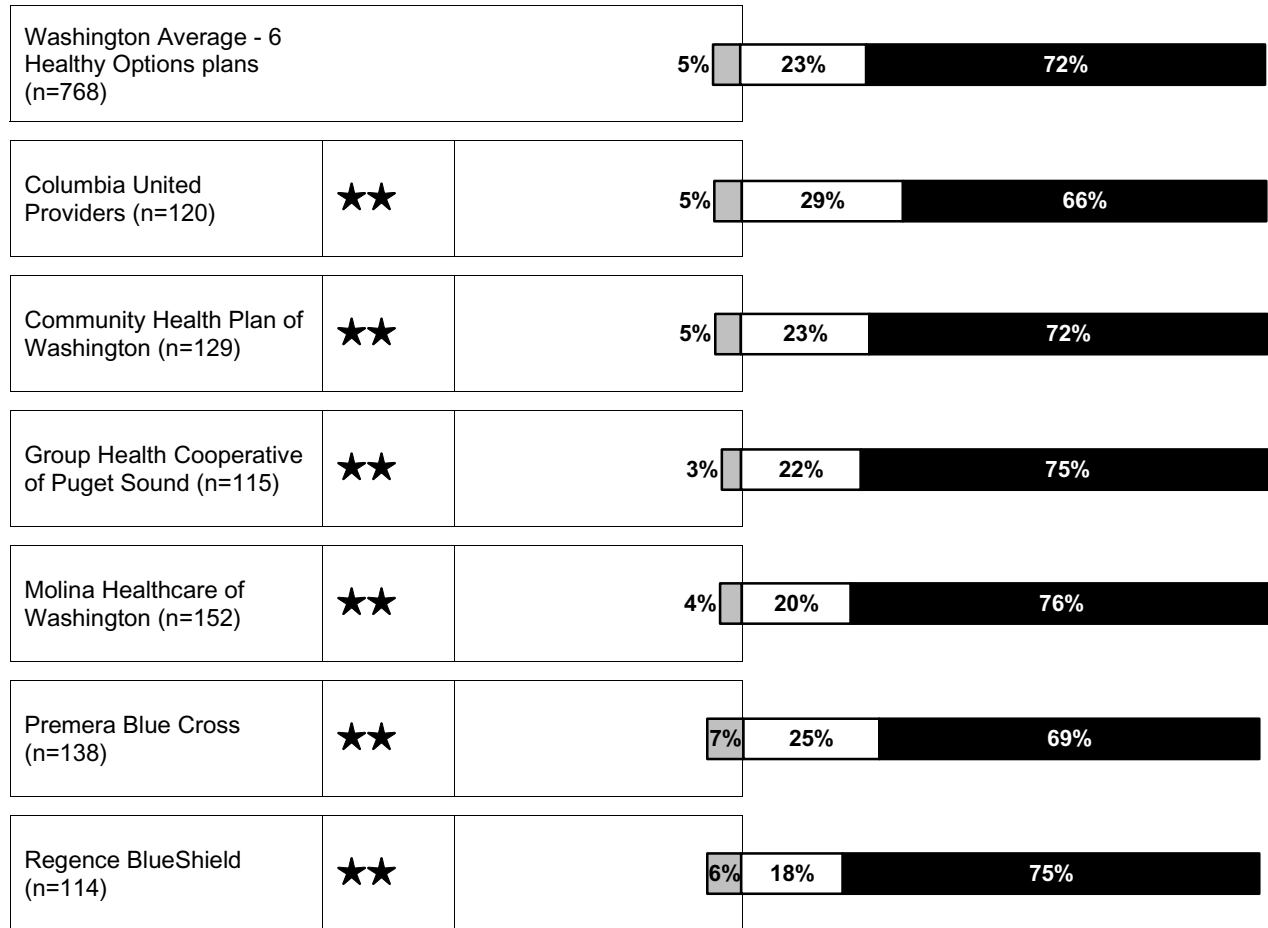 Washington Average - 6
Healthy Options plans
(n=768)
5% 23% 72%
Columbia United
Providers (n=120)
★★
5% 29% 66%
Community Health Plan of
Washington (n=129)
★★
5% 23% 72%
Group Health Cooperative
of Puget Sound (n=115)
★★
3% 22% 75%
Molina Healthcare of
Washington (n=152)
★★
4% 20% 76%
Premera Blue Cross
(n=138)
★★
7% 25% 69%
Regence BlueShield
(n=114)
★★
6% 18% 75%